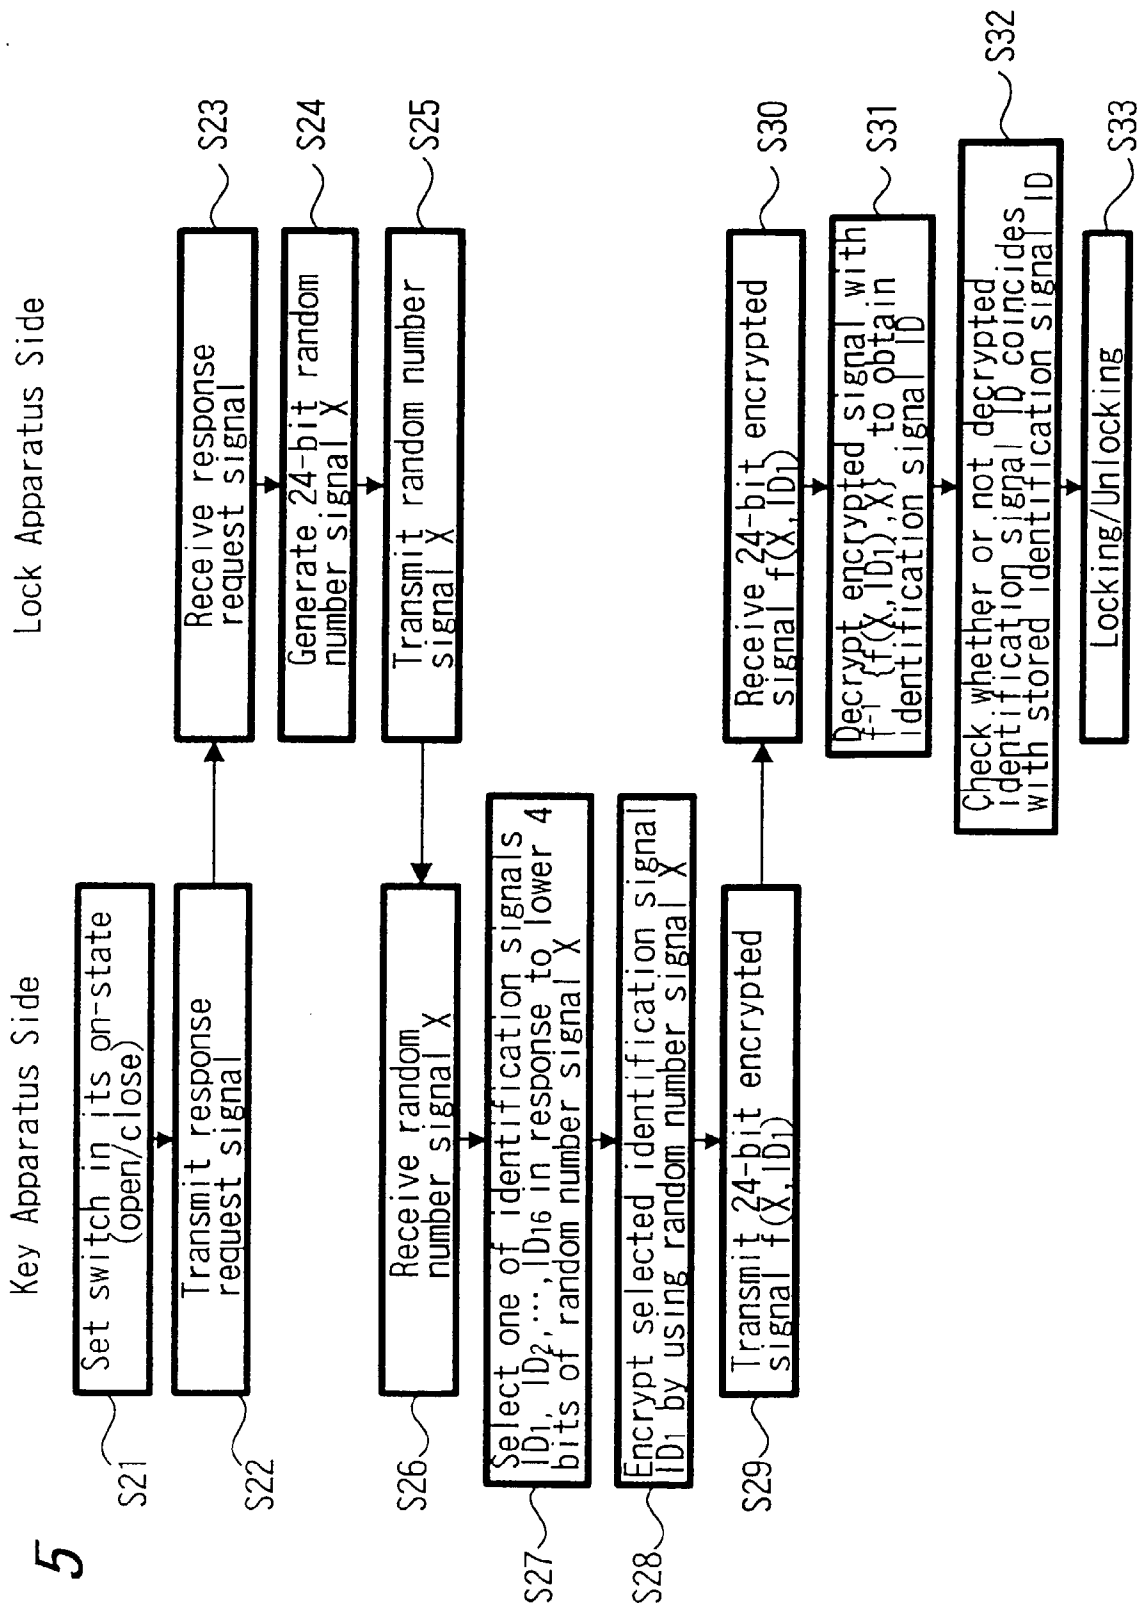 5
Key Apparatus Side
Lock Apparatus Side
S21
Set switch in its on-state
(open/close)
S22
Transmit response
request signal
S23
Receive response
request signal
S24
Generate 24-bit random
number signal X
S25
Transmit random number
signal X
S26
Receive random
number signal X
S27
Select one of identification signals
ID1, ID2,···,ID16 in response to lower 4
bits of random number signal X
S28
Encrypt selected identification signal
ID1 by using random number signal X
S29
Transmit 24-bit encrypted
signal f(X,ID1)
S30
Receive 24-bit encrypted
signal f(X,ID1)
S31
Decrypt encrypted signal with
f-1 {f(X,ID1),X} to obtain
identification signal ID
S32
Check whether or not decrypted
identification signal ID coincides
with stored identification signal ID
S33
Locking/Unlocking